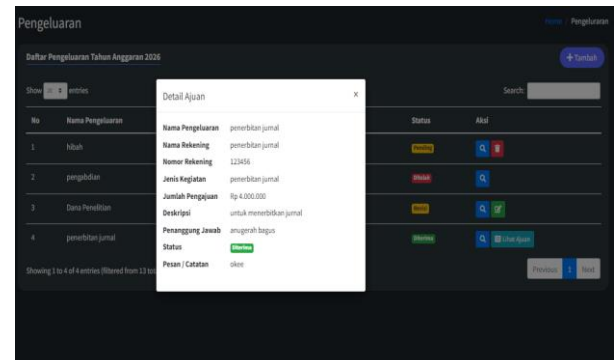 Pengeluaran
Home / Pengeluaran
Daftar Pengeluaran Tahun Anggaran 2026
+ Tambah
Show 10 entries
Search:
No Nama Pengeluaran Status Aksi
1 hibah Pending
2 pengabdian Ditolak
3 Dana Penelitian
4 penerbitan jurnal Diterima Lihat Ajuan
Showing 1 to 4 of 4 entries (filtered from 13
Previous 1 Next
Detail Ajuan x
Nama Pengeluaran penerbitan jurnal
Nama Rekening penerbitan jurnal
Nomor Rekening 123456
Jenis Kegiatan penerbitan jurnal
Jumlah Pengajuan Rp 4.000.000
Deskripsi untuk menerbitkan jurnal
Penanggung Jawab anugerah bagus
Status Diterima
Pesan / Catatan okee